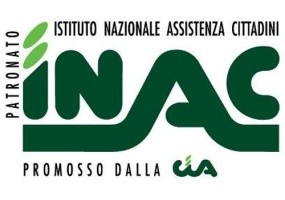 PATRONATO
ISTITUTO NAZIONALE ASSISTENZA CITTADINI
INAC
PROMOSSO DALLA CIA